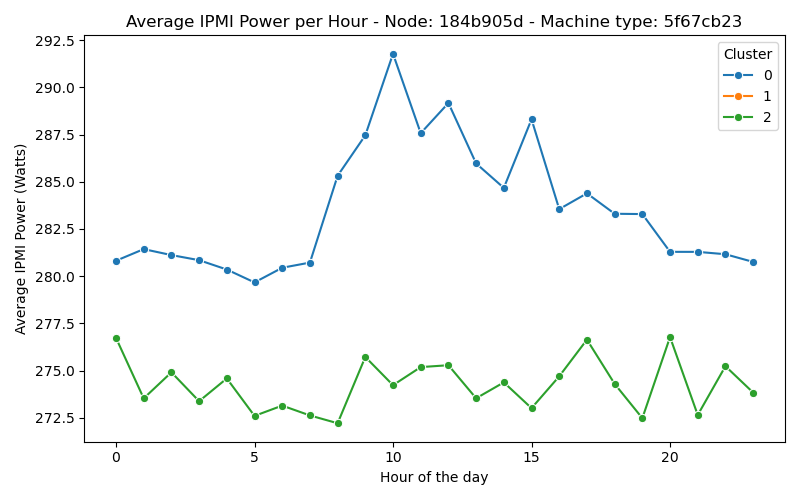 Average IPMI Power per Hour - Node: 184b905d - Machine type: 5f67cb23
Cluster
0
1
2
Average IPMI Power (Watts)
292.5
290.0
287.5
285.0
282.5
280.0
277.5
275.0
272.5
0 5 10 15 20
Hour of the day